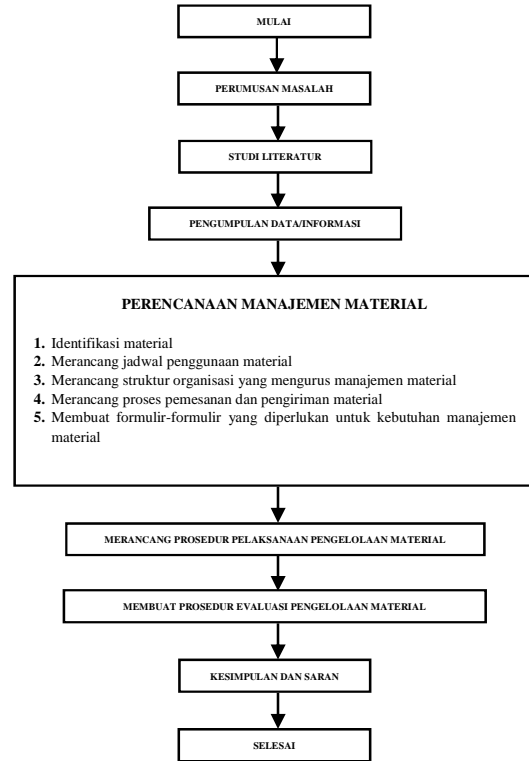 MULAI
PERUMUSAN MASALAH
STUDI LITERATUR
PENGUMPULAN DATA/INFORMASI
PERENCANAAN MANAJEMEN MATERIAL
1. Identifikasi material
2. Merancang jadwal penggunaan material
3. Merancang struktur organisasi yang mengurus manajemen material
4. Merancang proses pemesanan dan pengiriman material
5. Membuat formulir-formulir yang diperlukan untuk kebutuhan manajemen
material
MERANCANG PROSEDUR PELAKSANAAN PENGELOLAAN MATERIAL
MEMBUAT PROSEDUR EVALUASI PENGELOLAAN MATERIAL
KESIMPULAN DAN SARAN
SELESAI